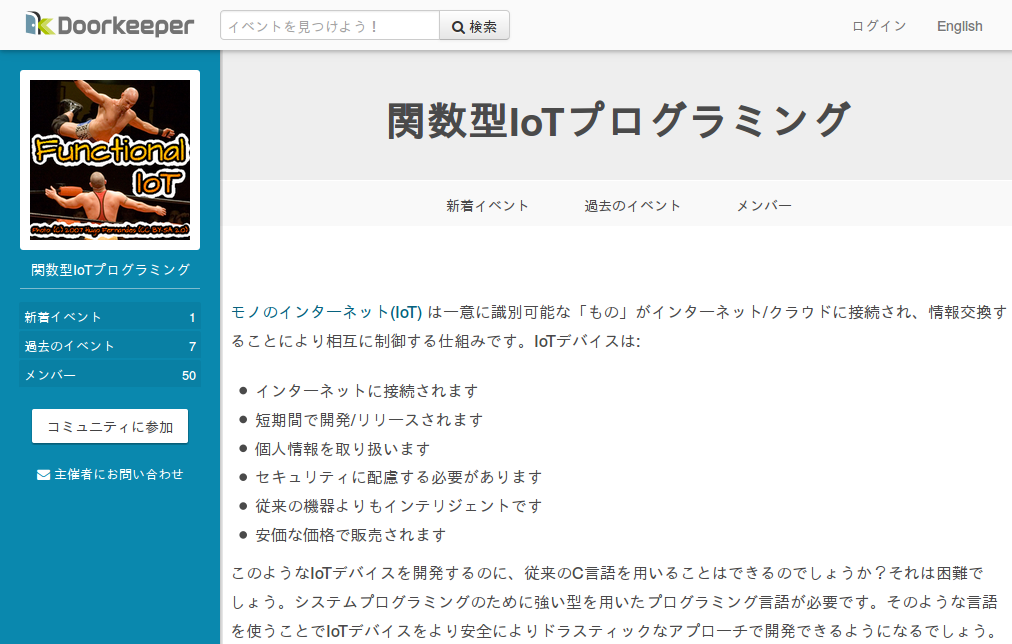 Doorkeeper
イベントを見つけよう！
検索
ログイン
English
Functional
IoT
Photo (C) 2007 Hugo Fernandes (CC BY-SA 2.0)
関数型IoTプログラミング
新着イベント 1
過去のイベント 7
メンバー 50
コミュニティに参加
主催者にお問い合わせ
関数型IoTプログラミング
新着イベント
過去のイベント
メンバー
モノのインターネット(IoT) は一意に識別可能な「もの」がインターネット/クラウドに接続され、情報交換す
ることにより相互に制御する仕組みです。IoTデバイスは:
● インターネットに接続されます
● 短期間で開発/リリースされます
● 個人情報を取り扱います
● セキュリティに配慮する必要があります
● 従来の機器よりもインテリジェントです
● 安価な価格で販売されます
このようなIoTデバイスを開発するのに、従来のC言語を用いることはできるのでしょうか？それは困難で
しょう。システムプログラミングのために強い型を用いたプログラミング言語が必要です。そのような言語
を使うことでIoTデバイスをより安全によりドラスティックなアプローチで開発できるようになるでしょう。